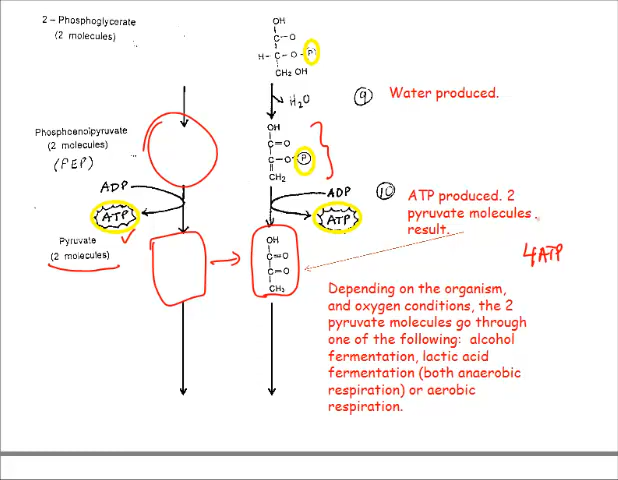 2 - Phosphoglycerate
(2 molecules)
OH
C - O
H - C - O - P
CH2 OH
H2O
9
Water produced.
Phosphoenolpyruvate
(2 molecules)
(PEP)
OH
C = O
C - O - P
CH2
ADP
ATP
ADP
ATP
10
ATP produced. 2
pyruvate molecules
result.
4 ATP
Pyruvate
(2 molecules)
OH
C = O
C = O
CH3
Depending on the organism,
and oxygen conditions, the 2
pyruvate molecules go through
one of the following: alcohol
fermentation, lactic acid
fermentation (both anaerobic
respiration) or aerobic
respiration.